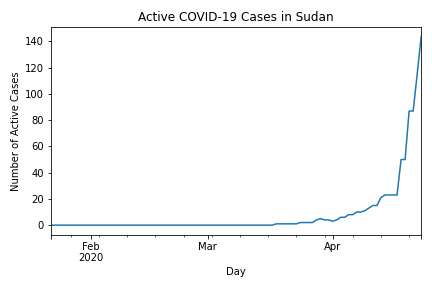 Active COVID-19 Cases in Sudan
Number of Active Cases
140
120
100
80
60
40
20
0
Feb
2020
Mar
Apr
Day